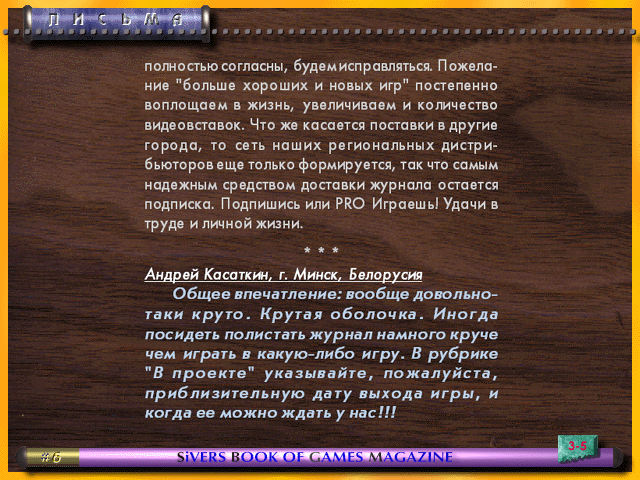 ПИСЬМА
полностью согласны, будем исправляться. Пожела-
ние "больше хороших и новых игр" постепенно
воплощаем в жизнь, увеличиваем и количество
видеовставок. Что же касается поставки в другие
города, то сеть наших региональных дистри-
бьюторов еще только формируется, так что самым
надежным средством доставки журнала остается
подписка. Подпишись или PRO Играешь! Удачи в
труде и личной жизни.
* * *
Андрей Касаткин, г. Минск, Белорусия
Общее впечатление: вообще довольно-
таки круто. Крутая оболочка. Иногда
посидеть полистать журнал намного круче
чем играть в какую-либо игру. В рубрике
"В проекте" указывайте, пожалуйста,
приблизительную дату выхода игры, и
когда ее можно ждать у нас!!!
#6 SiVERS BOOK OF GAMES MAGAZINE 3-5